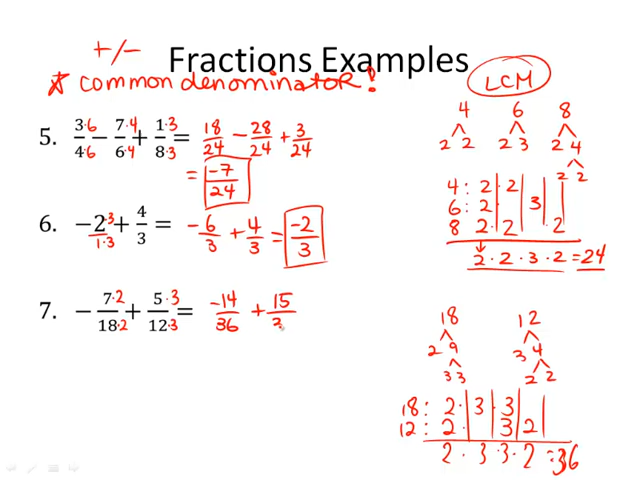 +/-
Fractions Examples
* common denominator!
LCM
5. 3·6/4·6 − 7·4/6·4 + 1·3/8·3 = 18/24 − 28/24 + 3/24
= -7/24
6. −2·3/1·3 + 4/3 = -6/3 + 4/3 = -2/3
7. − 7·2/18·2 + 5·3/12·3 = -14/36 + 15/3
4 6 8
2 2 2 3 2 4
2 2
4: 2 · 2
6: 2 · 3
8 2 · 2 · 2
2 · 2 · 3 · 2 = 24
18 12
2 9 3 4
3 3 2 2
18: 2 · 3 · 3
12: 2 · 3 2
2 · 3 · 3 · 2 = 36